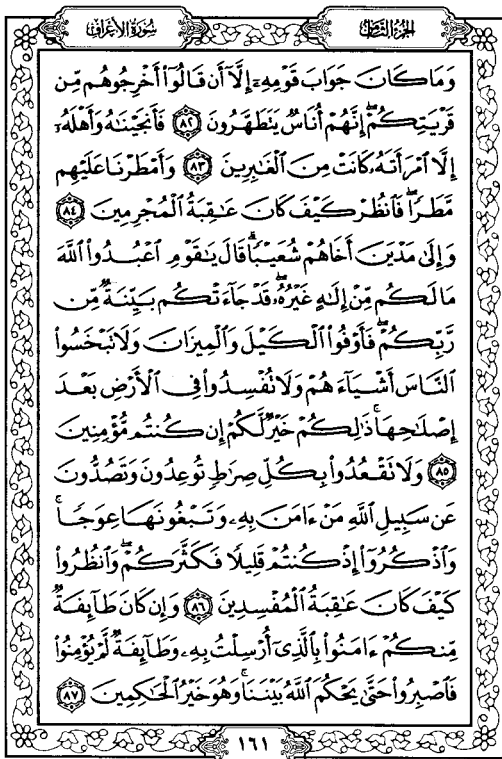 سُورَةُ الأَعْرَافِ
الجُزْءُ الثَّامِنُ
وَمَا كَانَ جَوَابَ قَوْمِهِۦٓ إِلَّآ أَن قَالُوٓا۟ أَخْرِجُوهُم مِّن
قَرْيَتِكُمْ ۖ إِنَّهُمْ أُنَاسٌ يَتَطَهَّرُونَ ٨٢ فَأَنجَيْنَٰهُ وَأَهْلَهُۥٓ
إِلَّا ٱمْرَأَتَهُۥ كَانَتْ مِنَ ٱلْغَٰبِرِينَ ٨٣ وَأَمْطَرْنَا عَلَيْهِم
مَّطَرًا ۖ فَٱنظُرْ كَيْفَ كَانَ عَٰقِبَةُ ٱلْمُجْرِمِينَ ٨٤
وَإِلَىٰ مَدْيَنَ أَخَاهُمْ شُعَيْبًا ۗ قَالَ يَٰقَوْمِ ٱعْبُدُوا۟ ٱللَّهَ
مَا لَكُم مِّنْ إِلَٰهٍ غَيْرُهُۥ ۖ قَدْ جَآءَتْكُم بَيِّنَةٌ مِّن
رَّبِّكُمْ ۖ فَأَوْفُوا۟ ٱلْكَيْلَ وَٱلْمِيزَانَ وَلَا تَبْخَسُوا۟
ٱلنَّاسَ أَشْيَآءَهُمْ وَلَا تُفْسِدُوا۟ فِى ٱلْأَرْضِ بَعْدَ
إِصْلَٰحِهَا ۚ ذَٰلِكُمْ خَيْرٌ لَّكُمْ إِن كُنتُم مُّؤْمِنِينَ
٨٥ وَلَا تَقْعُدُوا۟ بِكُلِّ صِرَٰطٍ تُوعِدُونَ وَتَصُدُّونَ
عَن سَبِيلِ ٱللَّهِ مَنْ ءَامَنَ بِهِۦ وَتَبْغُونَهَا عِوَجًا ۚ
وَٱذْكُرُوٓا۟ إِذْ كُنتُمْ قَلِيلًا فَكَثَّرَكُمْ ۖ وَٱنظُرُوا۟
كَيْفَ كَانَ عَٰقِبَةُ ٱلْمُفْسِدِينَ ٨٦ وَإِن كَانَ طَآئِفَةٌ
مِّنكُمْ ءَامَنُوا۟ بِٱلَّذِىٓ أُرْسِلْتُ بِهِۦ وَطَآئِفَةٌ لَّمْ يُؤْمِنُوا۟
فَٱصْبِرُوا۟ حَتَّىٰ يَحْكُمَ ٱللَّهُ بَيْنَنَا ۚ وَهُوَ خَيْرُ ٱلْحَٰكِمِينَ ٨٧
١٦١